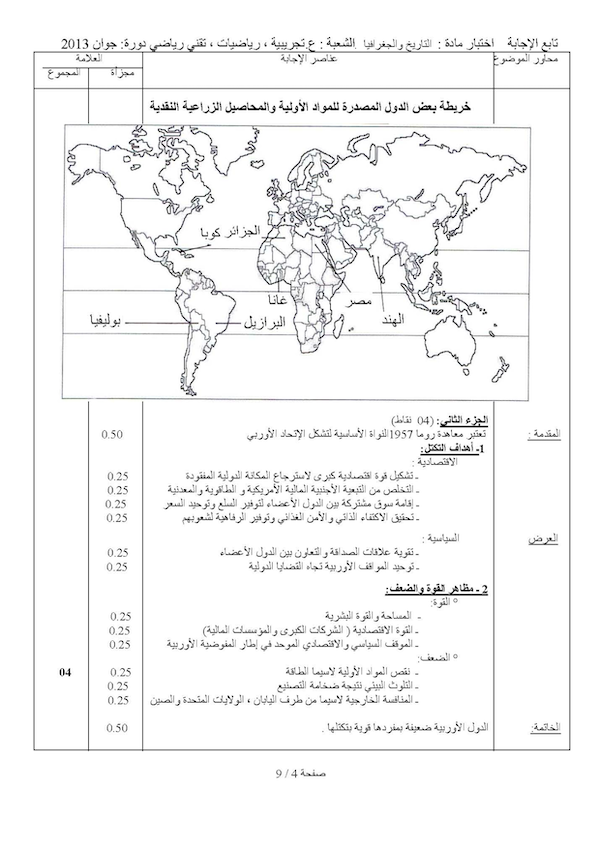 تابع الإجابة اختبار مادة : التاريخ والجغرافيا الشعبة : ع تجريبية ، رياضيات ، تقني رياضي دورة: جوان 2013
محاور الموضوع
عناصر الإجابة
العلامة
مجزأة
المجموع
خريطة بعض الدول المصدرة للمواد الأولية والمحاصيل الزراعية النقدية
الجزائر
كوبا
غانا
مصر
الهند
البرازيل
بوليفيا
الجزء الثاني: (04 نقاط)
المقدمة : تعتبر معاهدة روما 1957النواة الأساسية لتشكل الإتحاد الأوربي 0.50
1- أهداف التكتل:
الاقتصادية :
- تشكيل قوة اقتصادية كبرى لاسترجاع المكانة الدولية المفقودة 0.25
- التخلص من التبعية الأجنبية المالية الأمريكية و الطاقوية والمعدنية 0.25
- إقامة سوق مشتركة بين الدول الأعضاء لتوفير السلع وتوحيد السعر 0.25
- تحقيق الاكتفاء الذاتي والأمن الغذائي وتوفير الرفاهية لشعوبهم 0.25
العرض السياسية :
- تقوية علاقات الصداقة والتعاون بين الدول الأعضاء 0.25
- توحيد المواقف الأوربية تجاه القضايا الدولية 0.25
2 - مظاهر القوة والضعف:
° القوة:
- المساحة والقوة البشرية 0.25
- القوة الاقتصادية ( الشركات الكبرى والمؤسسات المالية) 0.25
- الموقف السياسي والاقتصادي الموحد في إطار المفوضية الأوربية 0.25
° الضعف:
- نقص المواد الأولية لاسيما الطاقة 0.25 04
- التلوث البيئي نتيجة ضخامة التصنيع 0.25
- المنافسة الخارجية لاسيما من طرف اليابان ، الولايات المتحدة والصين 0.25
الخاتمة: الدول الأوربية ضعيفة بمفردها قوية بتكتلها . 0.50
صفحة 4 / 9